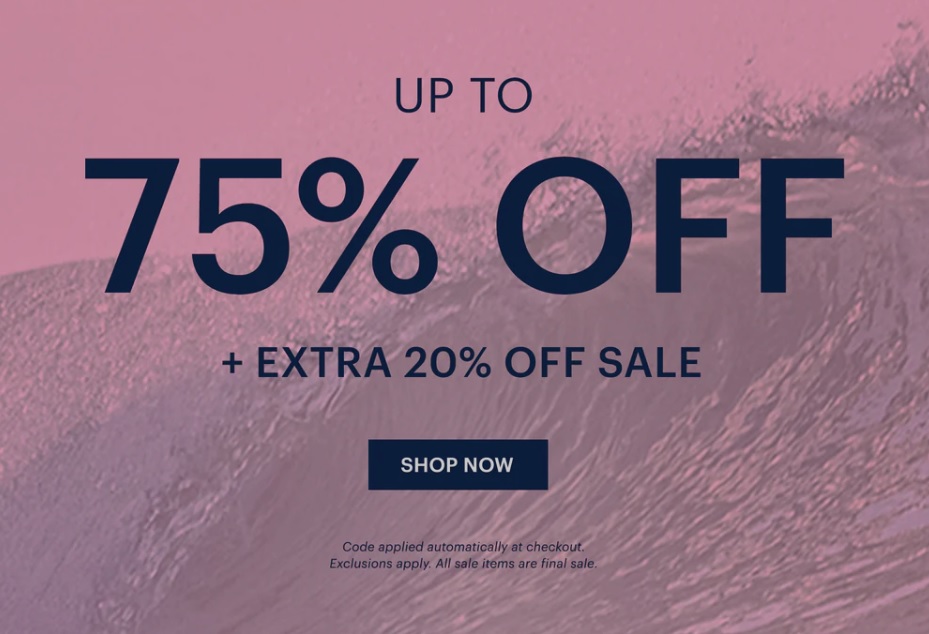 UP TO
75% OFF
+ EXTRA 20% OFF SALE
SHOP NOW
Code applied automatically at checkout.
Exclusions apply. All sale items are final sale.